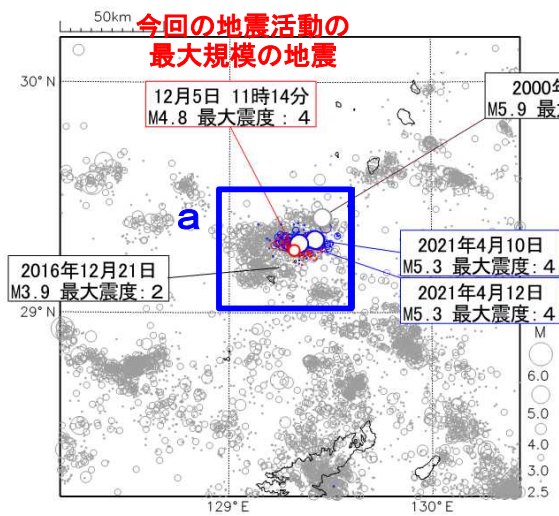 50km
今回の地震活動の
最大規模の地震
30°N
12月5日 11時14分
M4.8 最大震度：4
2000年
M5.9 最
a
2021年4月10日
M5.3 最大震度:4
2016年12月21日
M3.9 最大震度:2
2021年4月12日
M5.3 最大震度:4
29°N
M
6.0
5.0
4.0
3.0
2.5
129°E
130°E